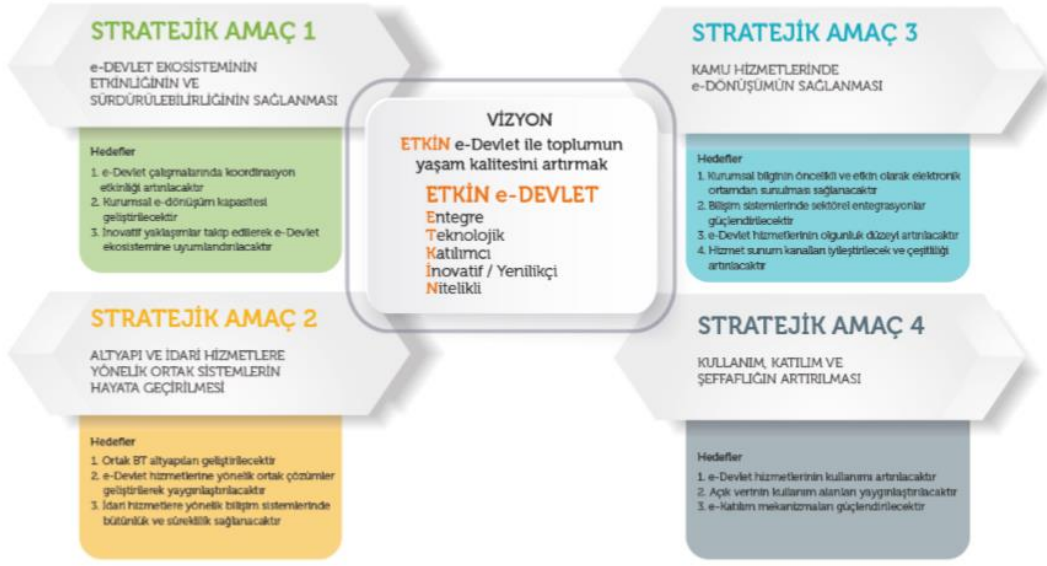 STRATEJİK AMAÇ 1
e-DEVLET EKOSİSTEMİNİN
ETKİNLİĞİNİN VE
SÜRDÜRÜLEBİLİRLİĞİNİN SAĞLANMASI
Hedefler
1. e-Devlet çalışmalarında koordinasyon
etkinliği artırılacaktır
2. Kurumsal e-dönüşüm kapasitesi
geliştirilecektir
3. İnovatif yaklaşımlar takip edilerek e-Devlet
ekosistemine uyumlandırılacaktır
STRATEJİK AMAÇ 2
ALTYAPI VE İDARİ HİZMETLERE
YÖNELİK ORTAK SİSTEMLERİN
HAYATA GEÇİRİLMESİ
Hedefler
1. Ortak BT altyapıları geliştirilecektir
2. e-Devlet hizmetlerine yönelik ortak çözümler
geliştirilerek yaygınlaştırılacaktır
3. İdari hizmetlere yönelik bilişim sistemlerinde
bütünlük ve süreklilik sağlanacaktır
VİZYON
ETKİN e-Devlet ile toplumun
yaşam kalitesini artırmak
ETKİN e-DEVLET
Entegre
Teknolojik
Katılımcı
İnovatif / Yenilikçi
Nitelikli
STRATEJİK AMAÇ 3
KAMU HİZMETLERİNDE
e-DÖNÜŞÜMÜN SAĞLANMASI
Hedefler
1. Kurumsal bilginin öncelikli ve etkin olarak elektronik
ortamdan sunulması sağlanacaktır
2. Bilişim sistemlerinde sektörel entegrasyonlar
güçlendirilecektir
3. e-Devlet hizmetlerinin olgunluk düzeyi artırılacaktır
4. Hizmet sunum kanalları iyileştirilecek ve çeşitliliği
artırılacaktır
STRATEJİK AMAÇ 4
KULLANIM, KATILIM VE
ŞEFFAFLIĞIN ARTIRILMASI
Hedefler
1. e-Devlet hizmetlerinin kullanımı artırılacaktır
2. Açık verinin kullanım alanları yaygınlaştırılacaktır
3. e-Katılım mekanizmaları güçlendirilecektir